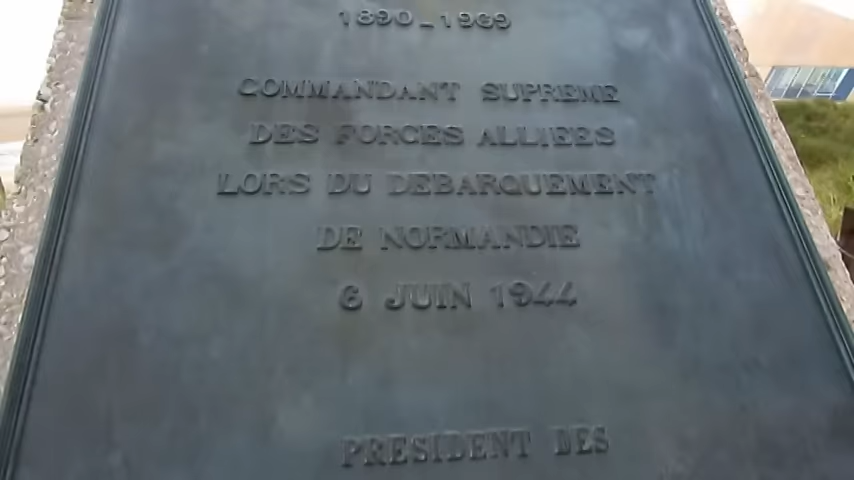 1890-1969
COMMANDANT SUPREME
DES FORCES ALLIEES
LORS DU DEBARQUEMENT
DE NORMANDIE
6 JUIN 1944
PRESIDENT DES